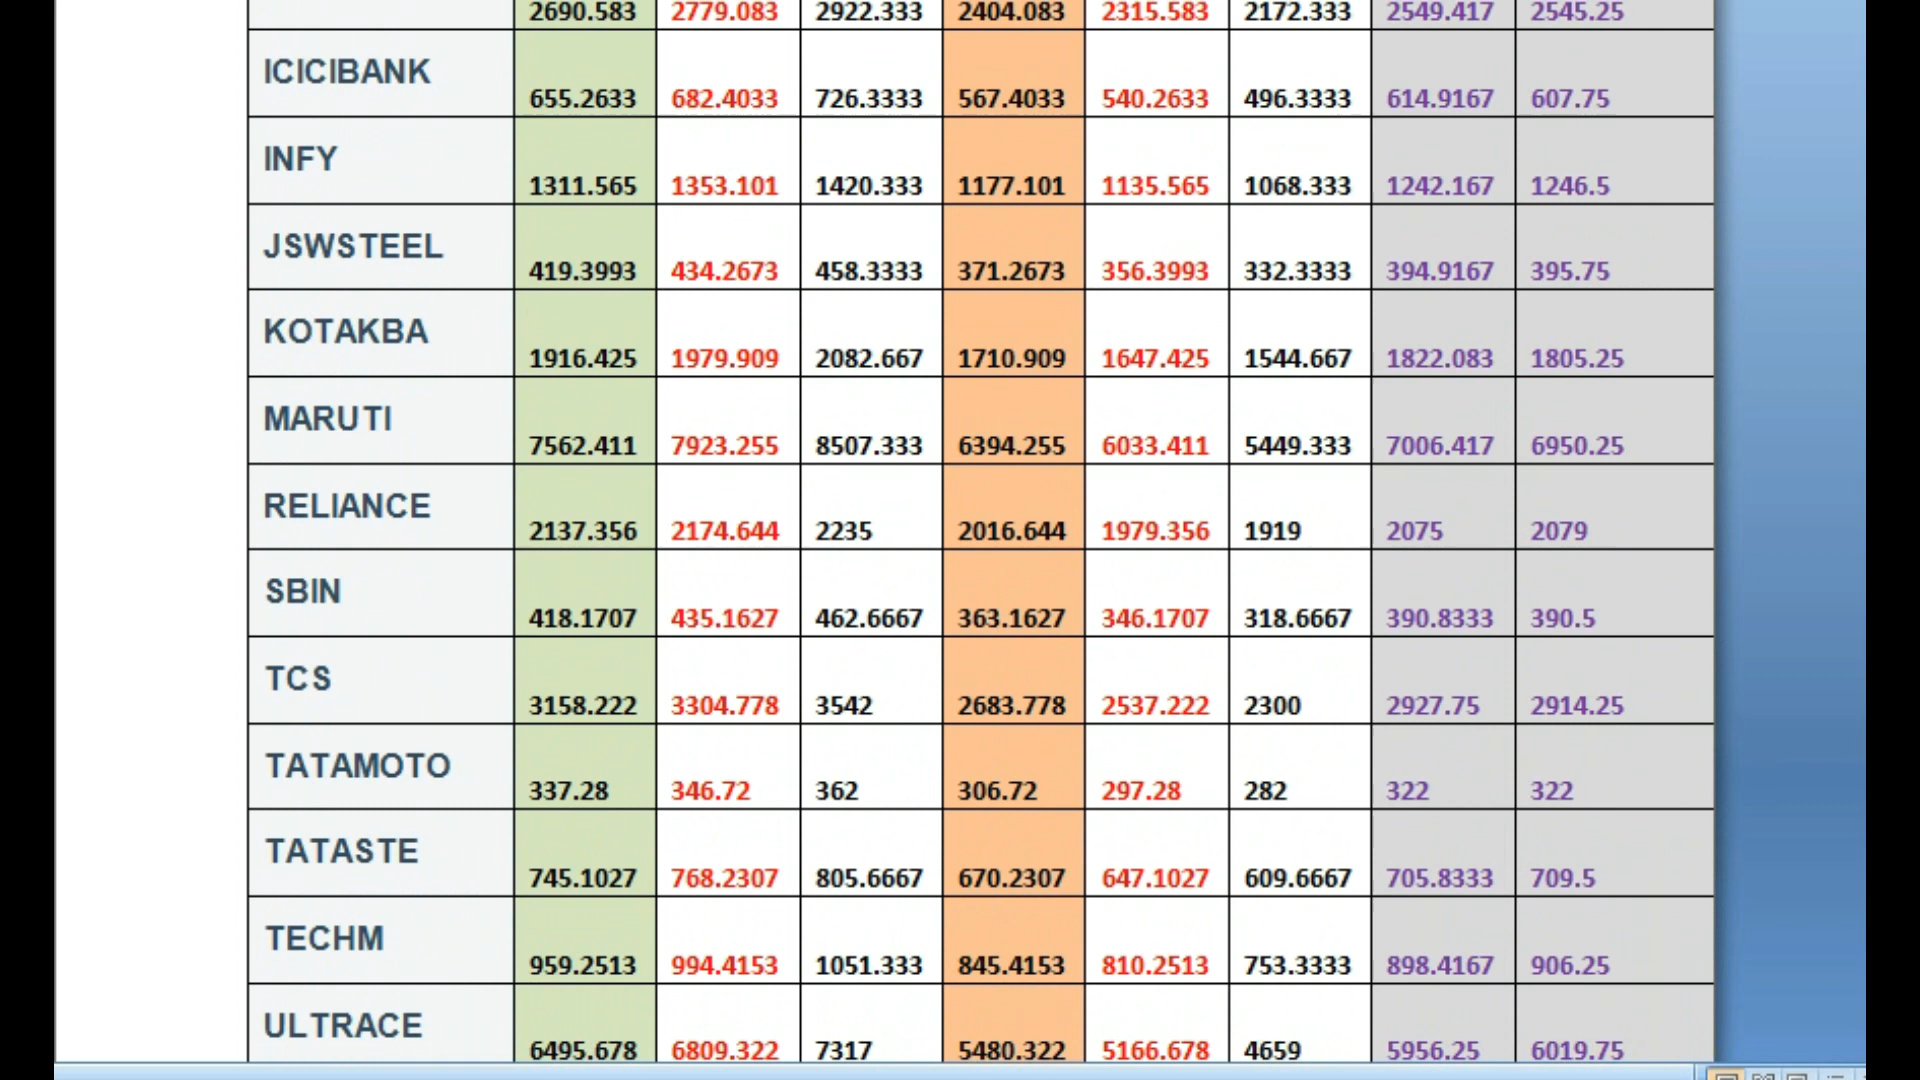 2690.583 2779.083 2922.333 2404.083 2315.583 2172.333 2549.417 2545.25
ICICIBANK 655.2633 682.4033 726.3333 567.4033 540.2633 496.3333 614.9167 607.75
INFY 1311.565 1353.101 1420.333 1177.101 1135.565 1068.333 1242.167 1246.5
JSWSTEEL 419.3993 434.2673 458.3333 371.2673 356.3993 332.3333 394.9167 395.75
KOTAKBA 1916.425 1979.909 2082.667 1710.909 1647.425 1544.667 1822.083 1805.25
MARUTI 7562.411 7923.255 8507.333 6394.255 6033.411 5449.333 7006.417 6950.25
RELIANCE 2137.356 2174.644 2235 2016.644 1979.356 1919 2075 2079
SBIN 418.1707 435.1627 462.6667 363.1627 346.1707 318.6667 390.8333 390.5
TCS 3158.222 3304.778 3542 2683.778 2537.222 2300 2927.75 2914.25
TATAMOTO 337.28 346.72 362 306.72 297.28 282 322 322
TATASTE 745.1027 768.2307 805.6667 670.2307 647.1027 609.6667 705.8333 709.5
TECHM 959.2513 994.4153 1051.333 845.4153 810.2513 753.3333 898.4167 906.25
ULTRACE 6495.678 6809.322 7317 5480.322 5166.678 4659 5956.25 6019.75